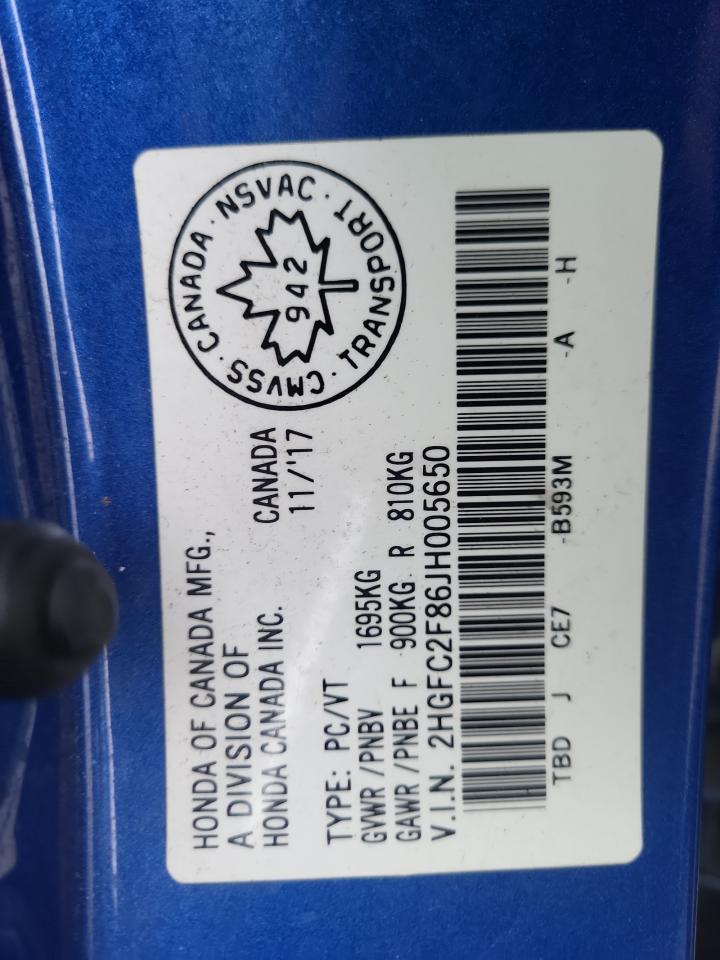 HONDA OF CANADA MFG.,
A DIVISION OF
HONDA CANADA INC.
CANADA
11/'17
TYPE: PC/VT
GVWR /PNBV 1695KG
GAWR /PNBE F 900KG R 810KG
V.I.N. 2HGFC2F86JH005650
TBD J CE7 -B593M -A -H
CMVSS · CANADA · NSVAC · TRANSPORT ·
942